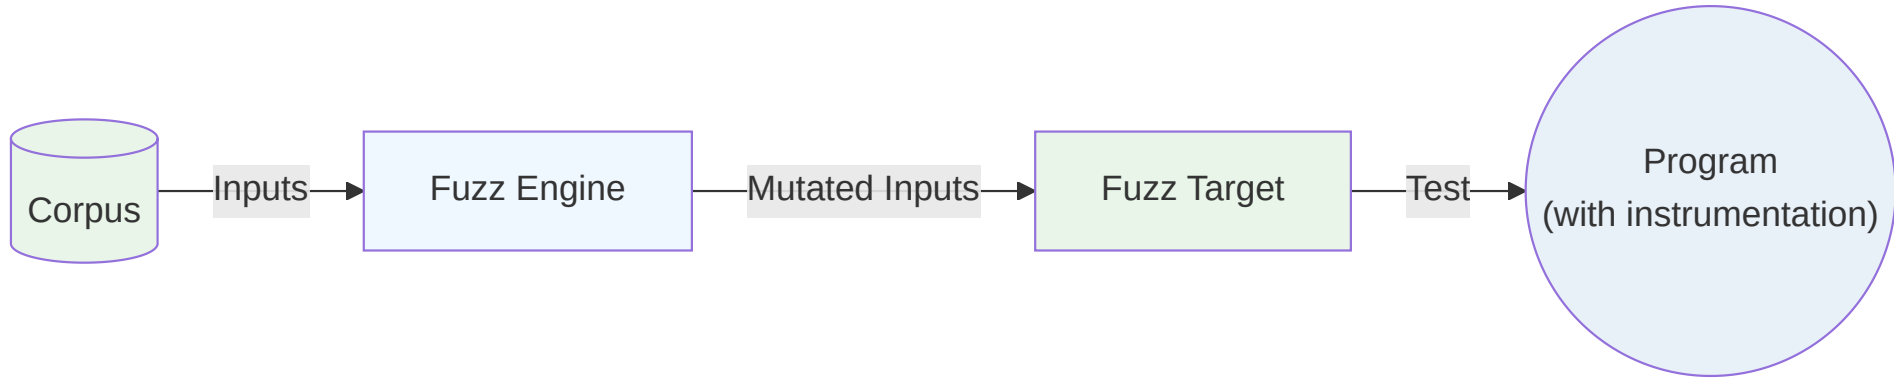 Corpus
Inputs
Fuzz Engine
Mutated Inputs
Fuzz Target
Test
Program
(with instrumentation)